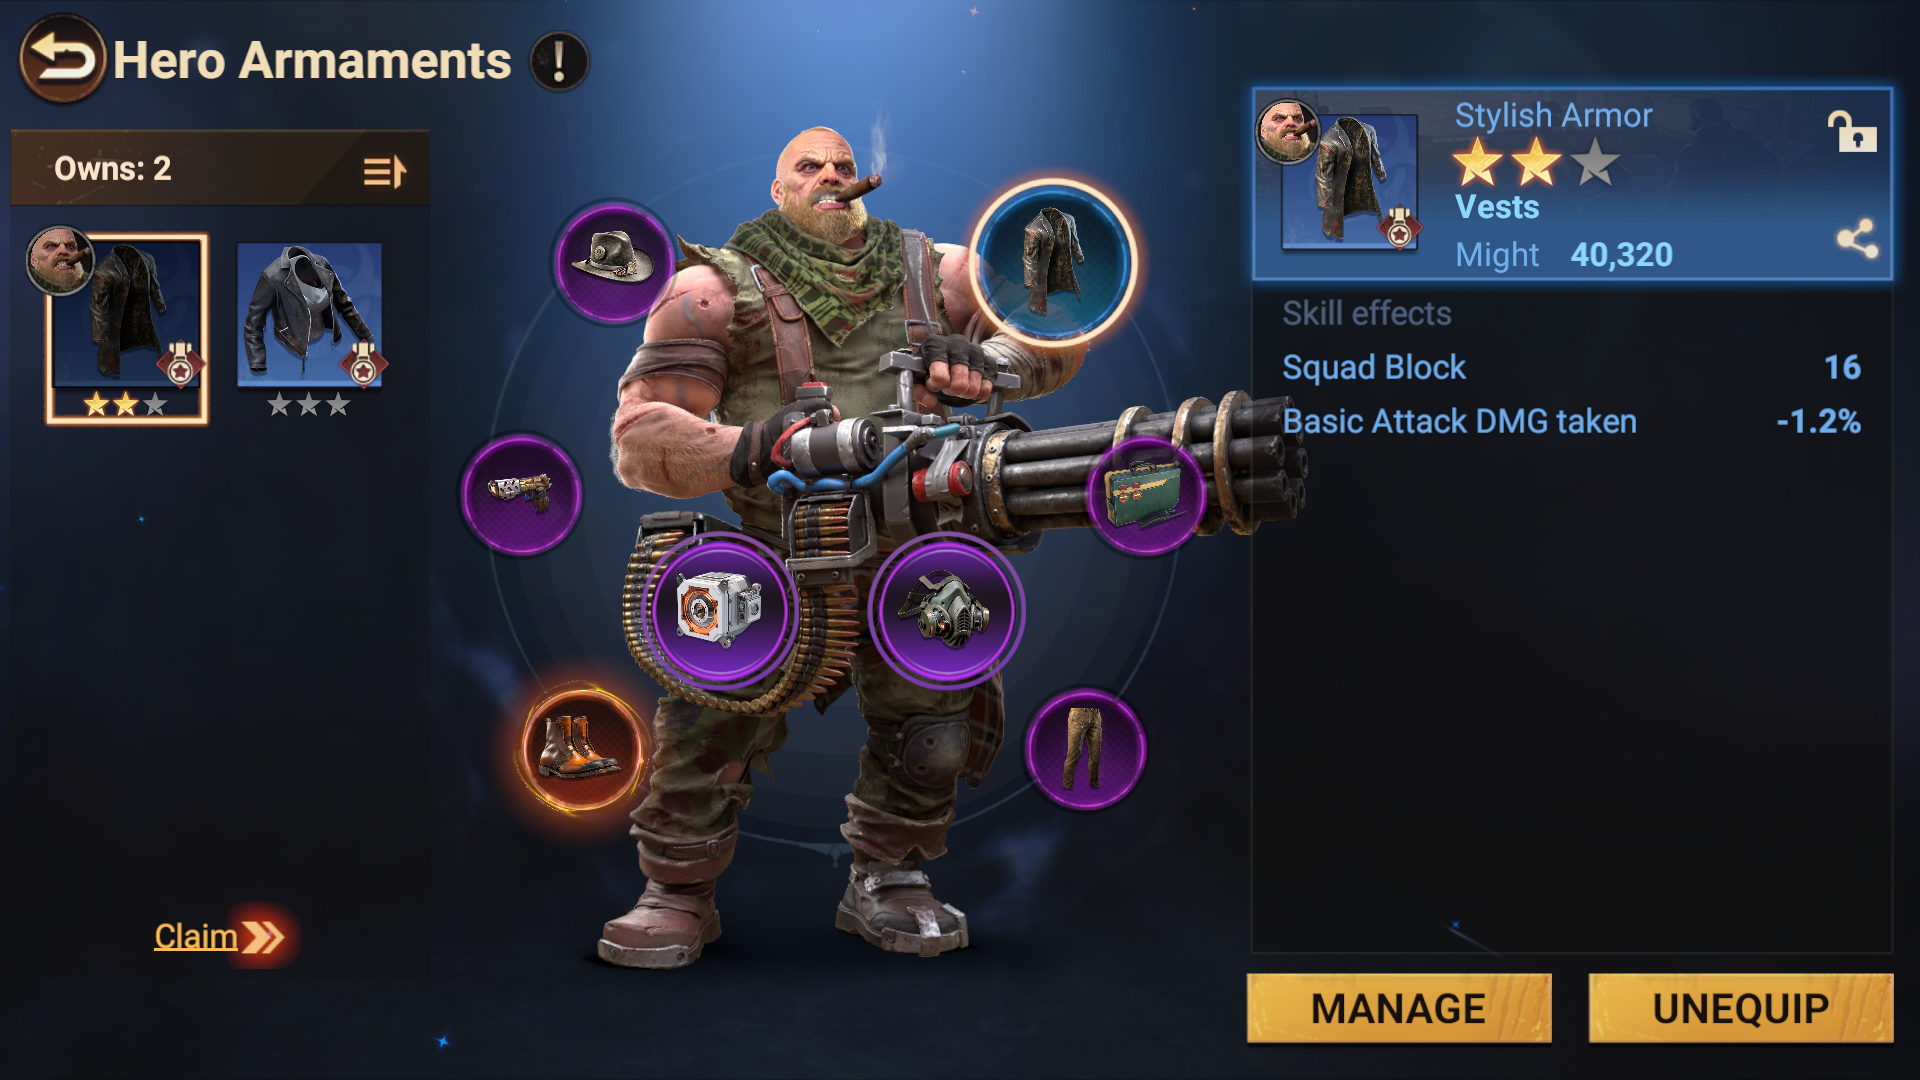 Hero Armaments
Owns: 2
Claim
Stylish Armor
Vests
Might 40,320
Skill effects
Squad Block 16
Basic Attack DMG taken -1.2%
MANAGE
UNEQUIP